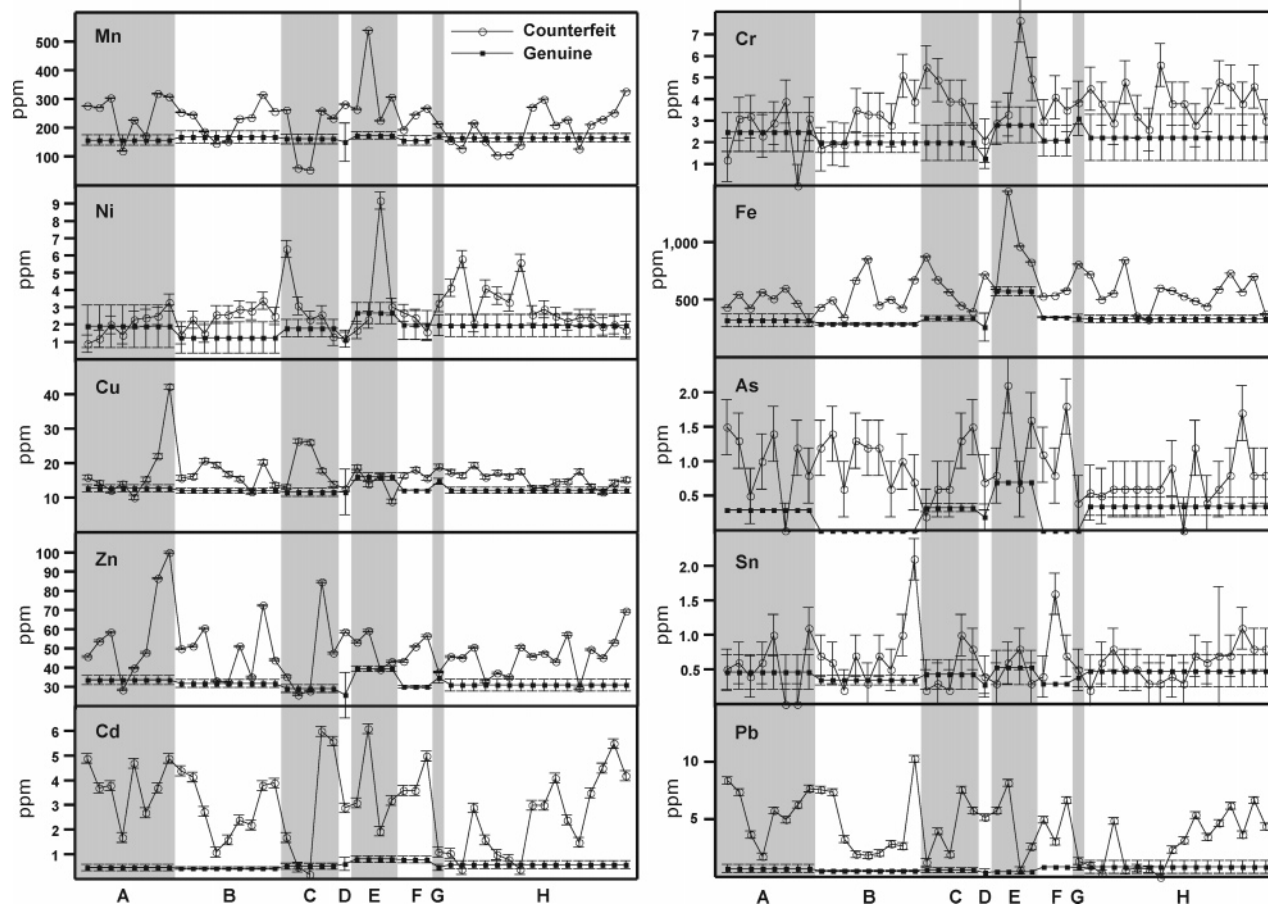 Mn
Counterfeit
Genuine
500
400
300
200
100
ppm
Ni
9
8
7
6
5
4
3
2
1
ppm
Cu
40
30
20
10
ppm
Zn
100
90
80
70
60
50
40
30
ppm
Cd
6
5
4
3
2
1
ppm
A B C D E F G H
Cr
7
6
5
4
3
2
1
ppm
Fe
1,000
500
ppm
As
2.0
1.5
1.0
0.5
ppm
Sn
2.0
1.5
1.0
0.5
ppm
Pb
10
5
ppm
A B C D E F G H